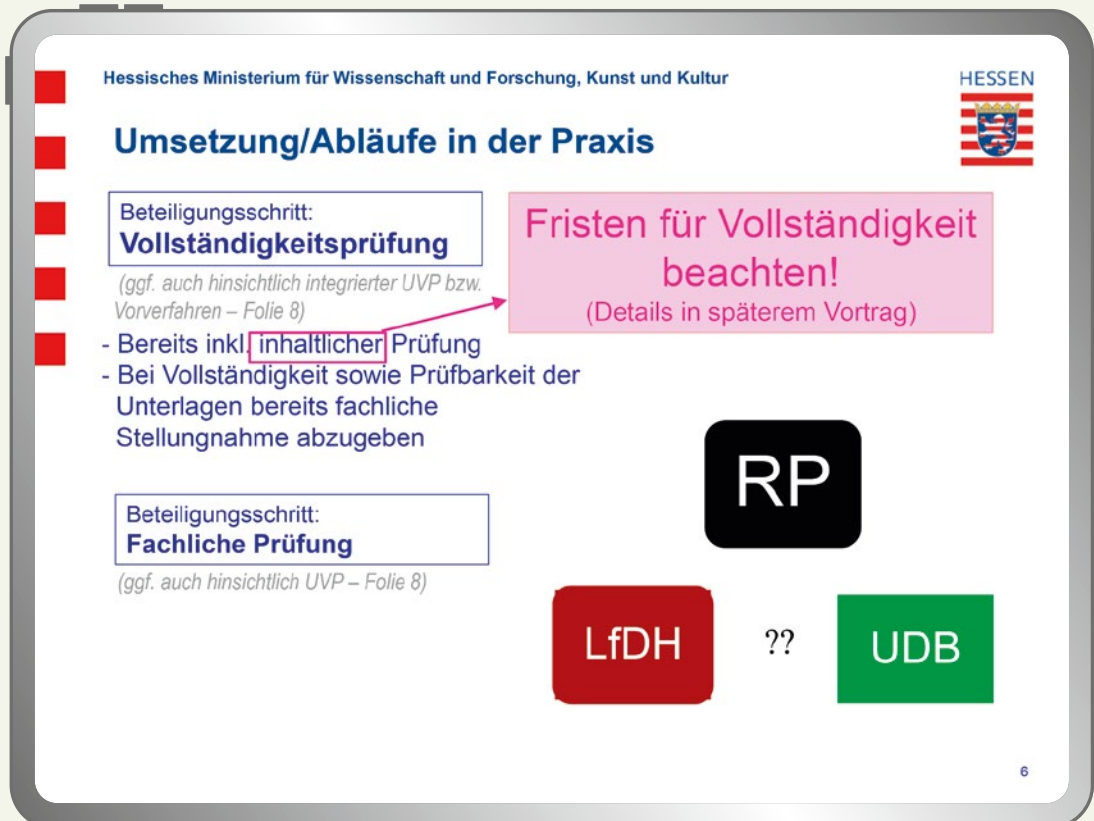 Hessisches Ministerium für Wissenschaft und Forschung, Kunst und Kultur
HESSEN
Umsetzung/Abläufe in der Praxis
Beteiligungsschritt:
Vollständigkeitsprüfung
(ggf. auch hinsichtlich integrierter UVP bzw.
Vorverfahren – Folie 8)
Fristen für Vollständigkeit
beachten!
(Details in späterem Vortrag)
- Bereits inkl. inhaltlicher Prüfung
- Bei Vollständigkeit sowie Prüfbarkeit der
Unterlagen bereits fachliche
Stellungnahme abzugeben
Beteiligungsschritt:
Fachliche Prüfung
(ggf. auch hinsichtlich UVP – Folie 8)
RP
LfDH
??
UDB
6